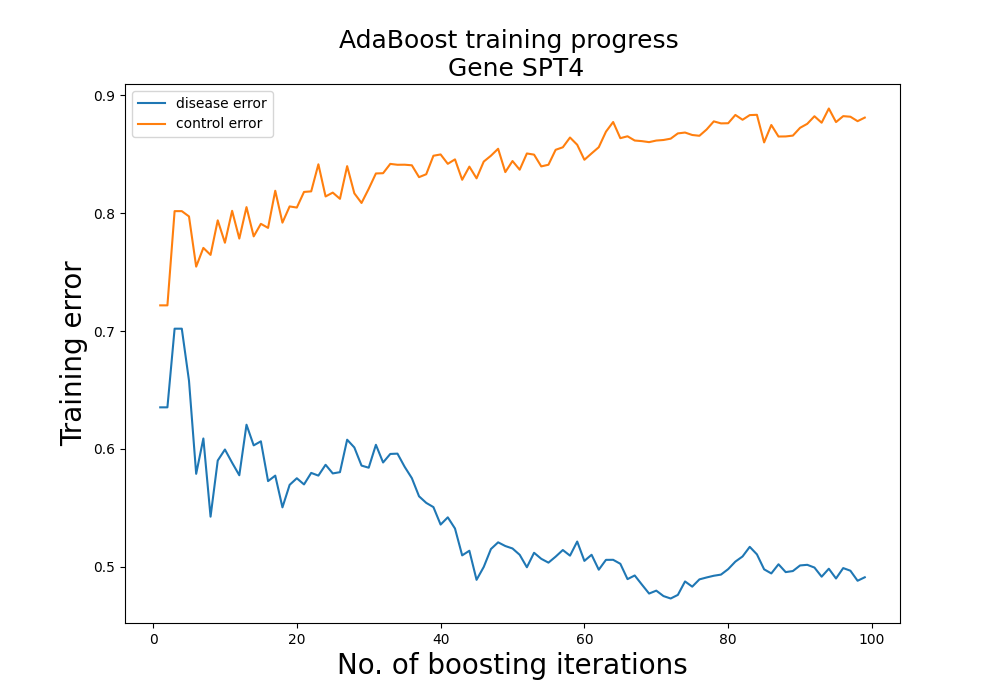 AdaBoost training progress
Gene SPT4
disease error
control error
Training error
0.9
0.8
0.7
0.6
0.5
0
20
40
60
80
100
No. of boosting iterations